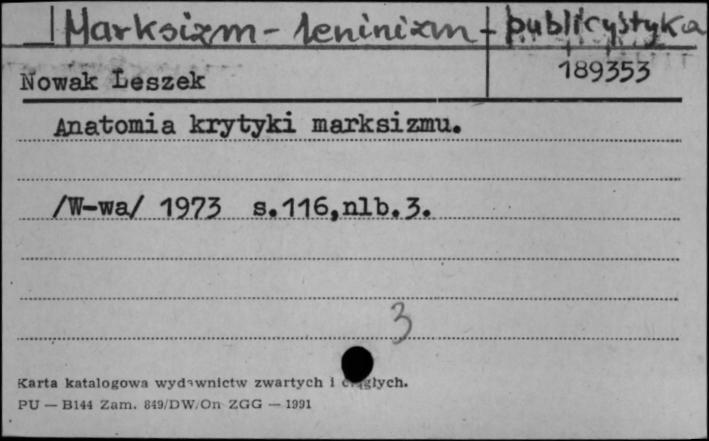 Marksizm - leninizm - publicystyka
Nowak Leszek
189353
Anatomia krytyki marksizmu.
/W-wa/ 1973 s.116,nlb.3.
3
Karta katalogowa wydawnictw zwartych i ciągłych.
PU — B144 Zam. 849/DW/On ZGG — 1991